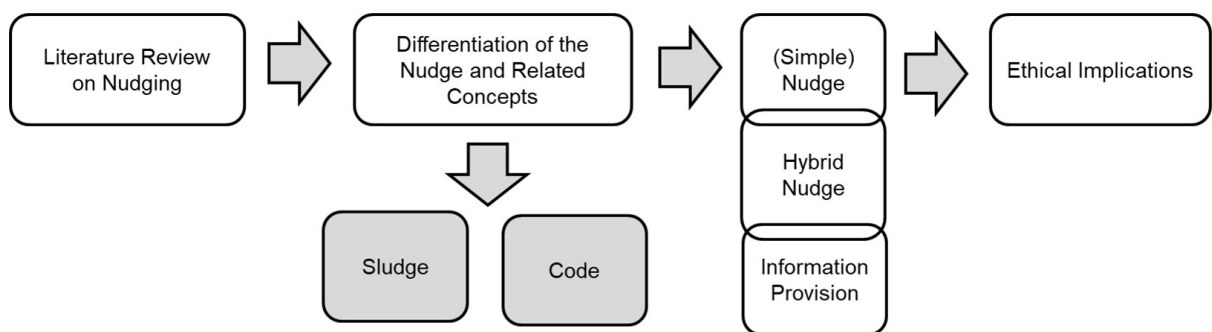 Literature Review
on Nudging
Differentiation of the
Nudge and Related
Concepts
(Simple)
Nudge
Ethical Implications
Hybrid
Nudge
Sludge
Code
Information
Provision